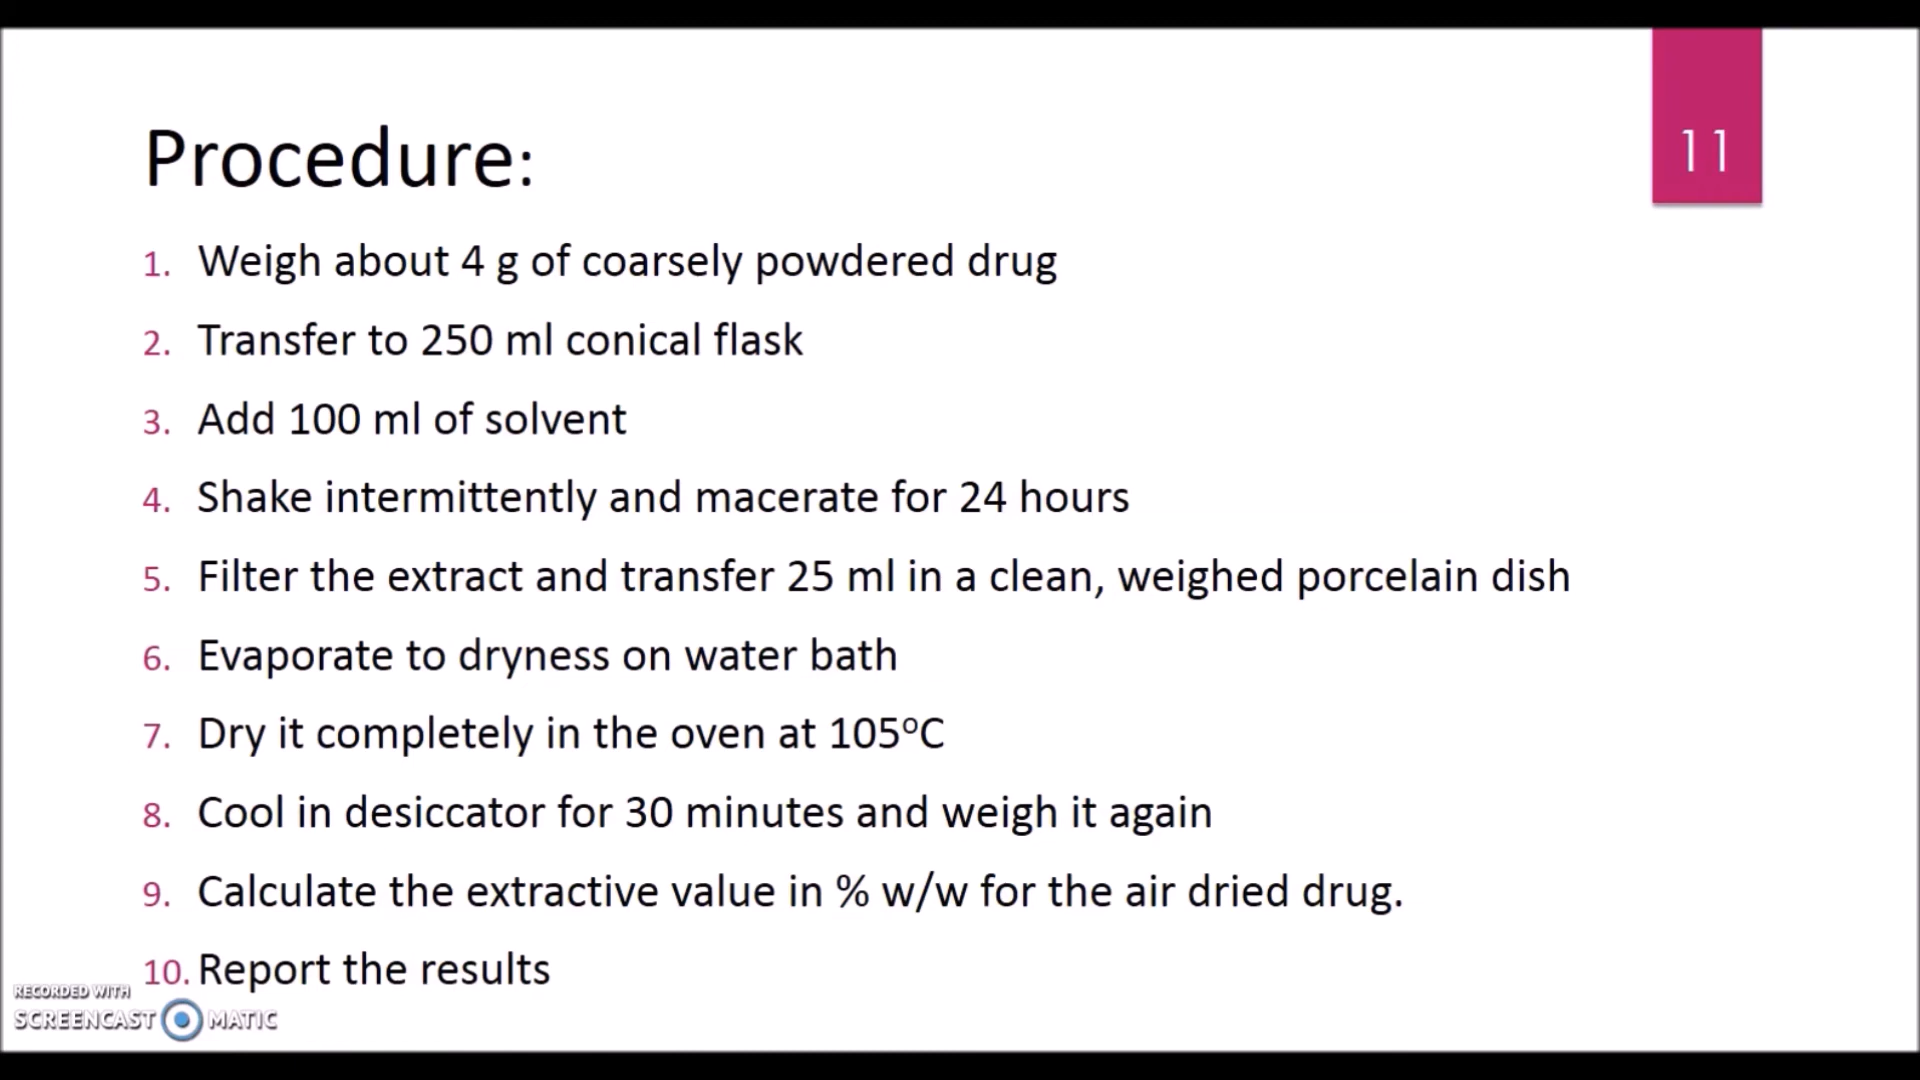 Procedure:
11
1. Weigh about 4 g of coarsely powdered drug
2. Transfer to 250 ml conical flask
3. Add 100 ml of solvent
4. Shake intermittently and macerate for 24 hours
5. Filter the extract and transfer 25 ml in a clean, weighed porcelain dish
6. Evaporate to dryness on water bath
7. Dry it completely in the oven at 105°C
8. Cool in desiccator for 30 minutes and weigh it again
9. Calculate the extractive value in % w/w for the air dried drug.
10. Report the results
RECORDED WITH
SCREENCAST MATIC